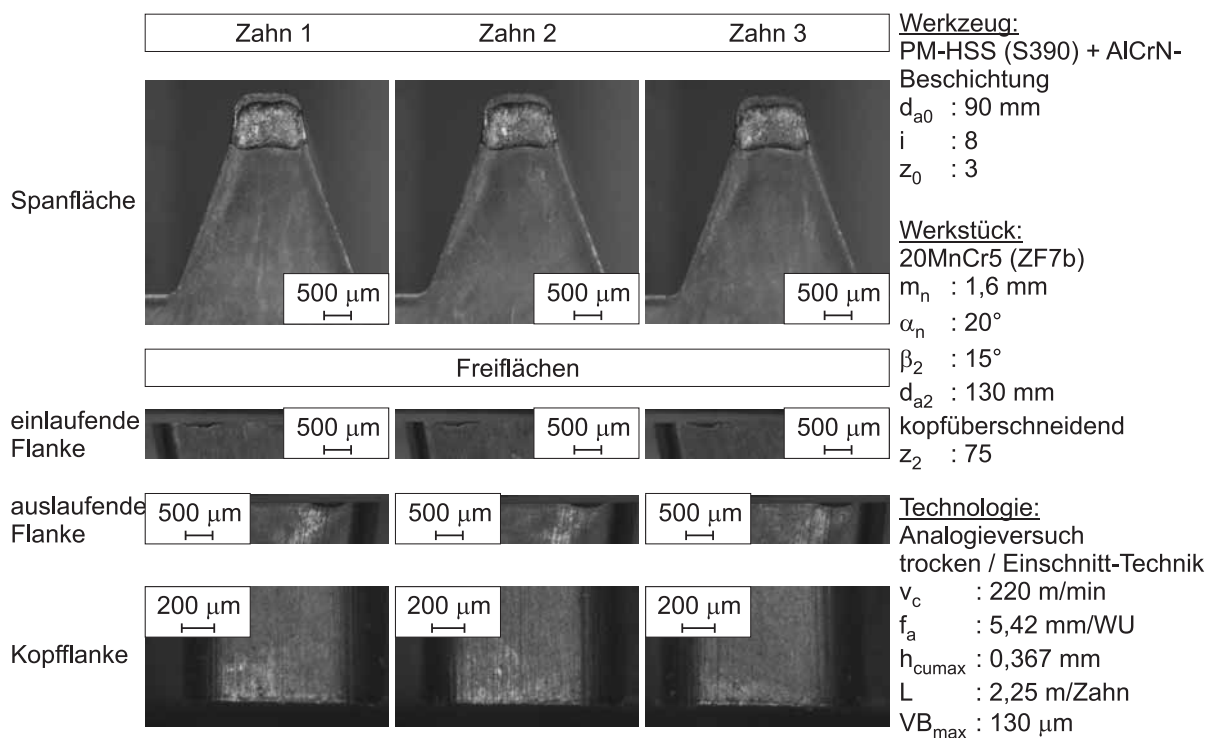 Zahn 1 Zahn 2 Zahn 3
Spanfläche
500 µm 500 µm 500 µm
Freiflächen
einlaufende
Flanke
500 µm 500 µm 500 µm
auslaufende
Flanke
500 µm 500 µm 500 µm
Kopfflanke
200 µm 200 µm 200 µm
Werkzeug:
PM-HSS (S390) + AlCrN-
Beschichtung
d_a0 : 90 mm
i : 8
z_0 : 3
Werkstück:
20MnCr5 (ZF7b)
m_n : 1,6 mm
α_n : 20°
β_2 : 15°
d_a2 : 130 mm
kopfüberschneidend
z_2 : 75
Technologie:
Analogieversuch
trocken / Einschnitt-Technik
v_c : 220 m/min
f_a : 5,42 mm/WU
h_cumax : 0,367 mm
L : 2,25 m/Zahn
VB_max : 130 µm